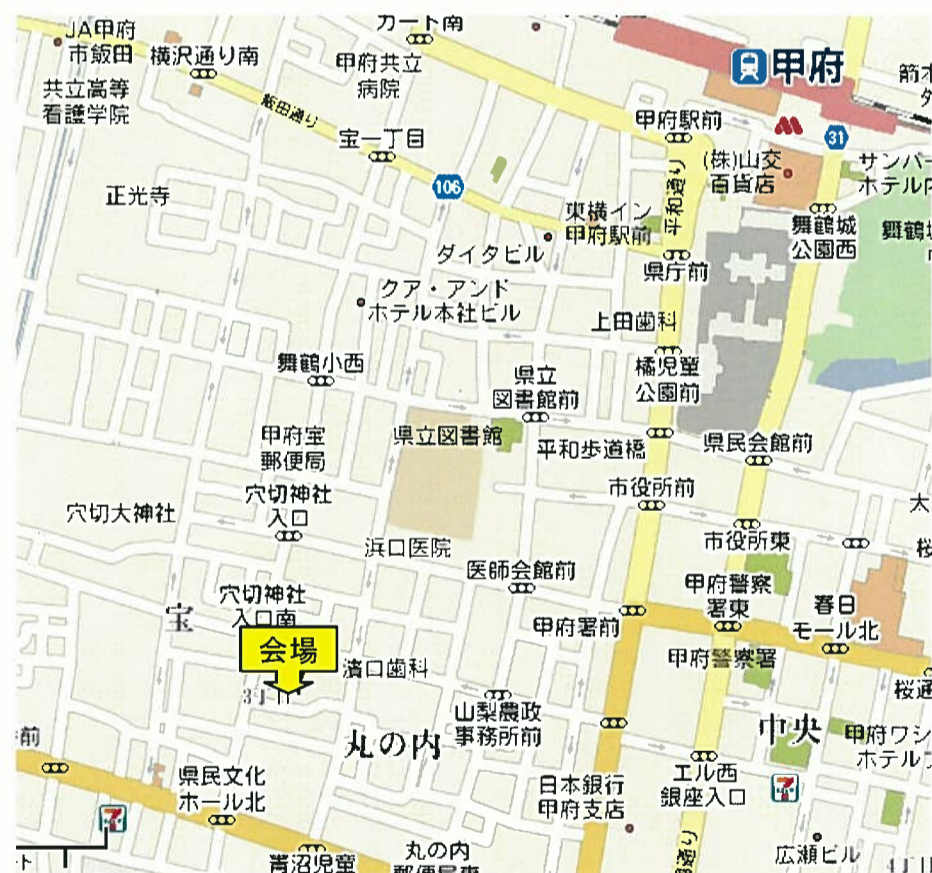 カード南
JA甲府
市飯田
横沢通り南
甲府共立
病院
甲府
共立高等
看護学院
飯田通り
宝一丁目
甲府駅前
31
(株)山交
百貨店
サンパー
ホテル内
106
正光寺
東横イン
甲府駅前
平和通り
舞鶴城
公園西
ダイタビル
県庁前
クア・アンド
ホテル本社ビル
上田歯科
舞鶴小西
県立
図書館前
橘児童
公園前
甲府宝
郵便局
県立図書館
平和歩道橋
県民会館前
穴切神社
入口
市役所前
穴切大神社
浜口医院
市役所東
医師会館前
穴切神社
入口南
甲府警察
署東
春日
モール北
宝
甲府署前
会場
濱口歯科
甲府警察署
桜通
山梨農政
事務所前
丸の内
中央
甲府ワシ
ホテル
前
県民文化
ホール北
日本銀行
甲府支店
エル西
銀座入口
7
7
丸の内
広瀬ビル
青沼児童